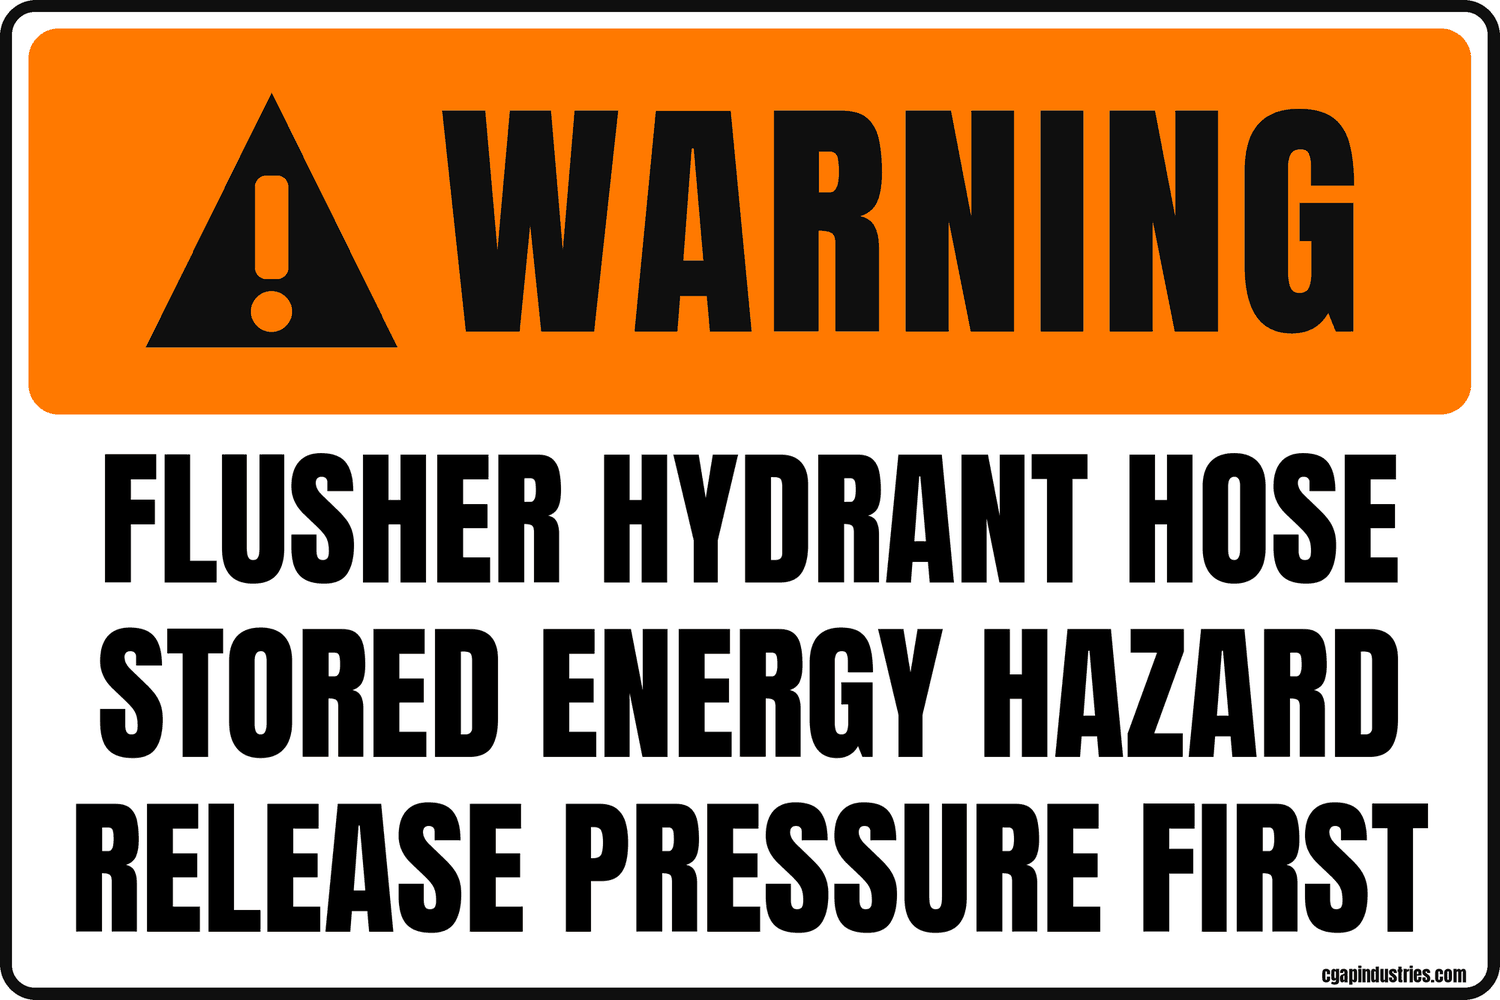 WARNING
FLUSHER HYDRANT HOSE
STORED ENERGY HAZARD
RELEASE PRESSURE FIRST
cgapindustries.com